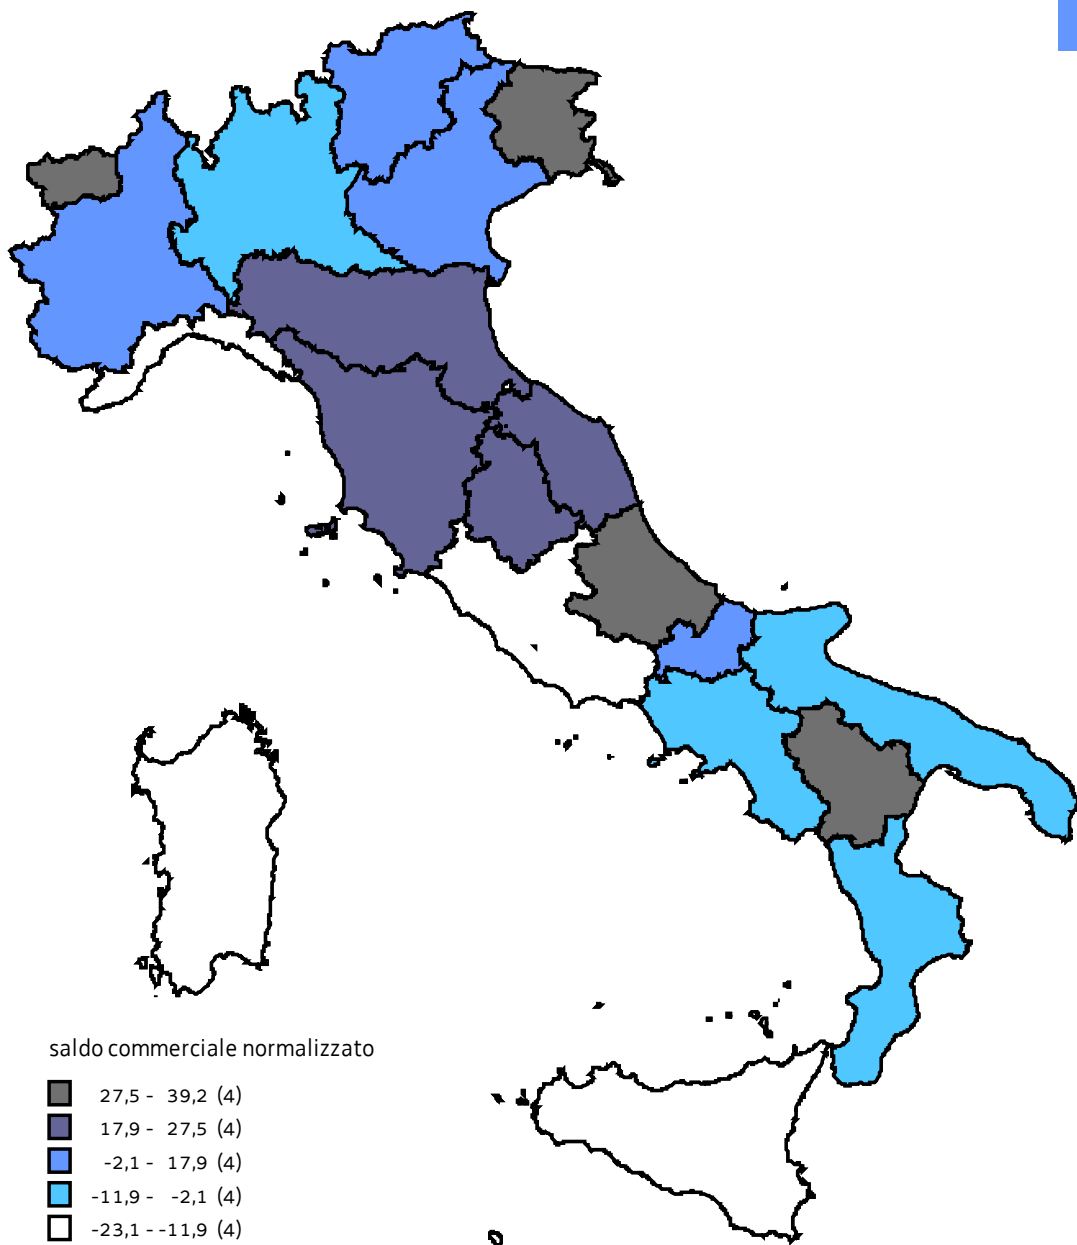 saldo commerciale normalizzato
27,5 - 39,2 (4)
17,9 - 27,5 (4)
-2,1 - 17,9 (4)
-11,9 - -2,1 (4)
-23,1 - -11,9 (4)